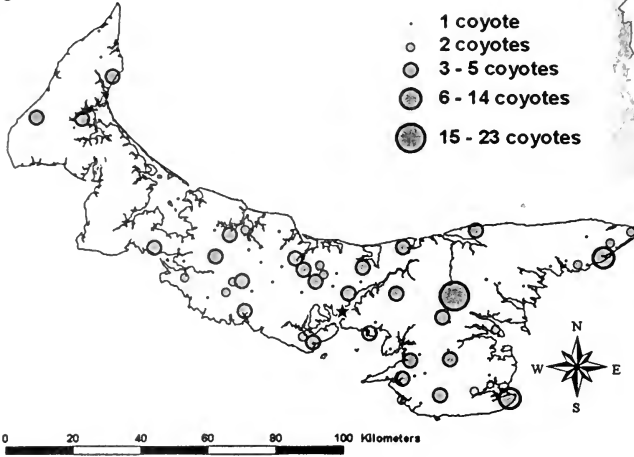 1 coyote
2 coyotes
3 - 5 coyotes
6 - 14 coyotes
15 - 23 coyotes
N
W E
S
0 20 40 60 80 100 Kilometers